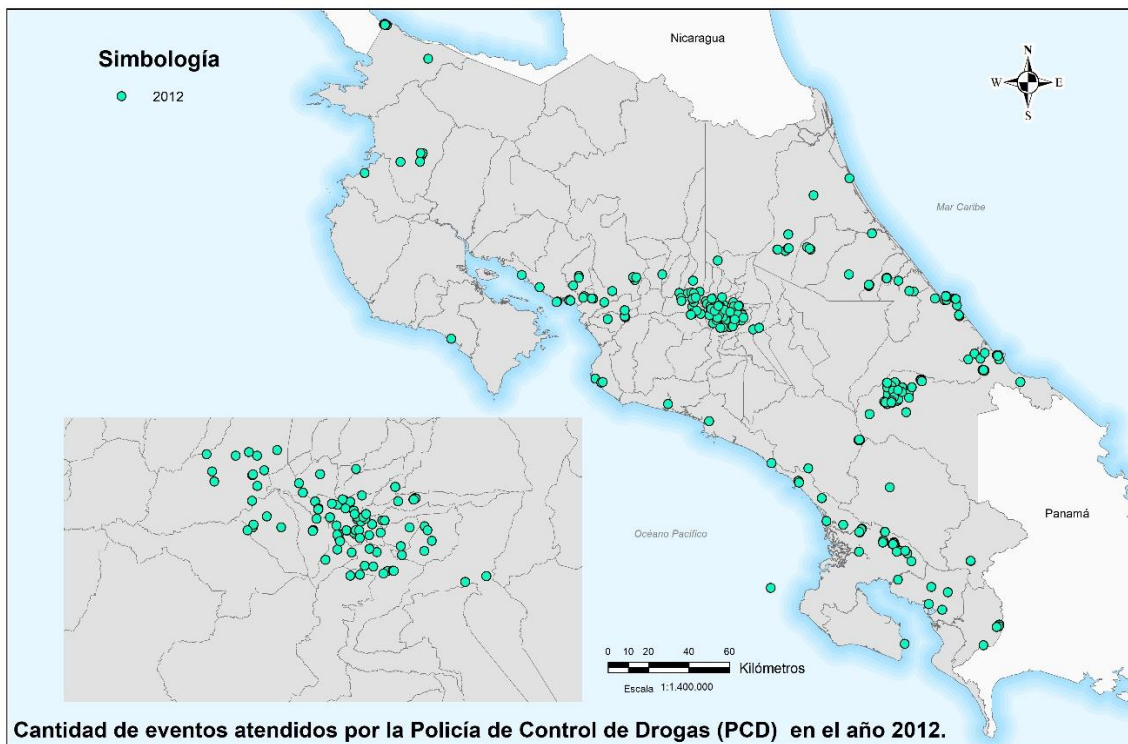 Simbología
2012
Nicaragua
N
W E
S
Mar Caribe
Panamá
Océano Pacífico
0 10 20 40 60
Kilómetros
Escala 1:1.400.000
Cantidad de eventos atendidos por la Policía de Control de Drogas (PCD) en el año 2012.